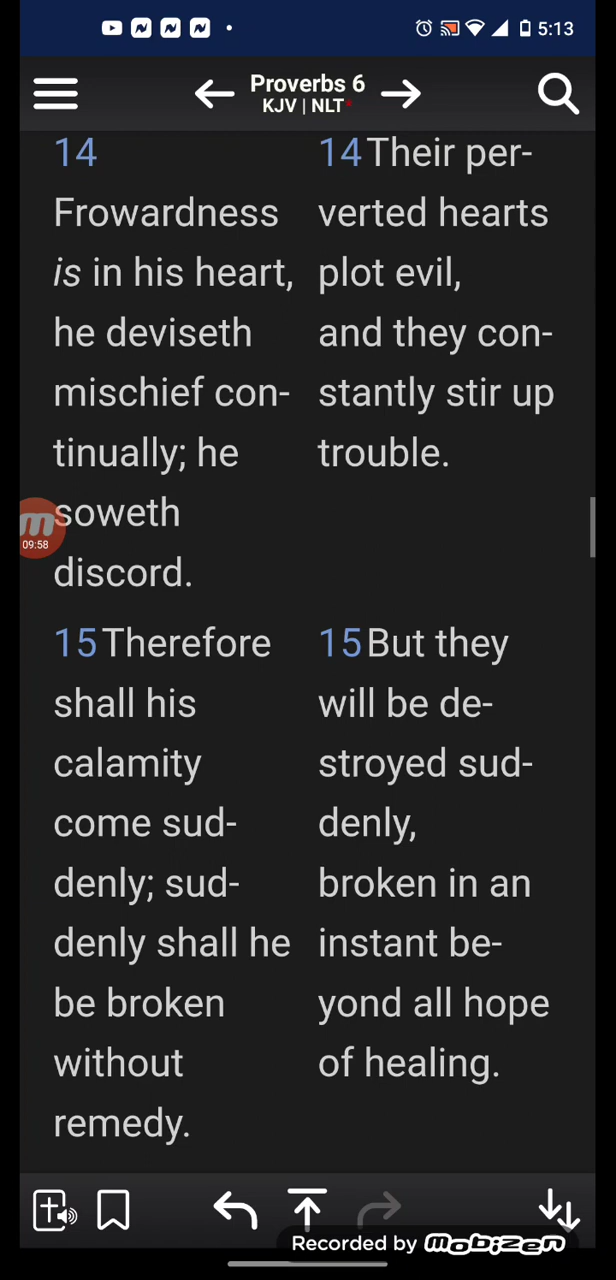 5:13
Proverbs 6
KJV | NLT*
14
Frowardness
is in his heart,
he deviseth
mischief con-
tinually; he
soweth
discord.
14 Their per-
verted hearts
plot evil,
and they con-
stantly stir up
trouble.
09:58
15 Therefore
shall his
calamity
come sud-
denly; sud-
denly shall he
be broken
without
remedy.
15 But they
will be de-
stroyed sud-
denly,
broken in an
instant be-
yond all hope
of healing.
Recorded by mobizen